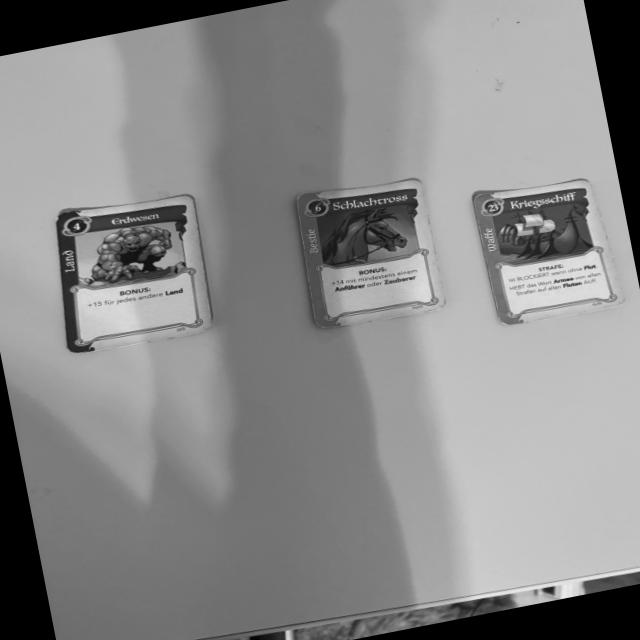 4
Erdwesen
Land
BONUS:
+15 für jedes andere Land
6
Schlachtross
Bestie
BONUS:
+14 mit mindestens einem
Anführer oder Zauberer
23
Kriegsschiff
Waffe
STRAFE:
Ist BLOCKIERT wenn ohne Flut
Hebt das Wort Armee in der
Strafen auf allen Fluten auf.